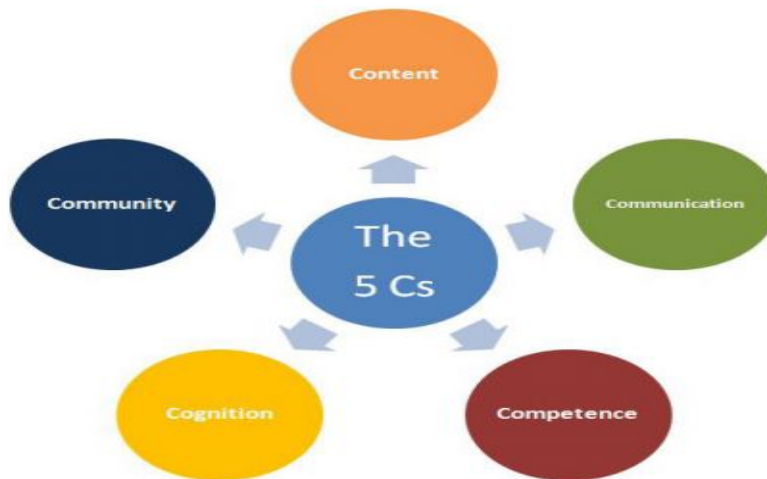 Content
Community
Communication
The
5 Cs
Cognition
Competence